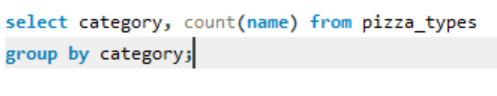 select category, count(name) from pizza_types
group by category;